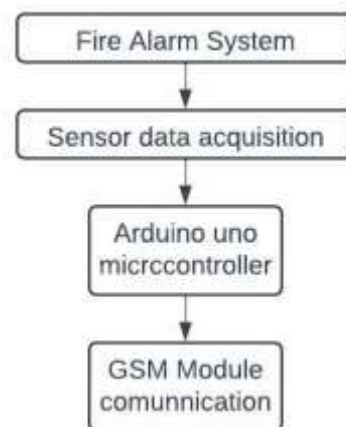 Fire Alarm System
Sensor data acquisition
Arduino uno
micrccontroller
GSM Module
comunnication